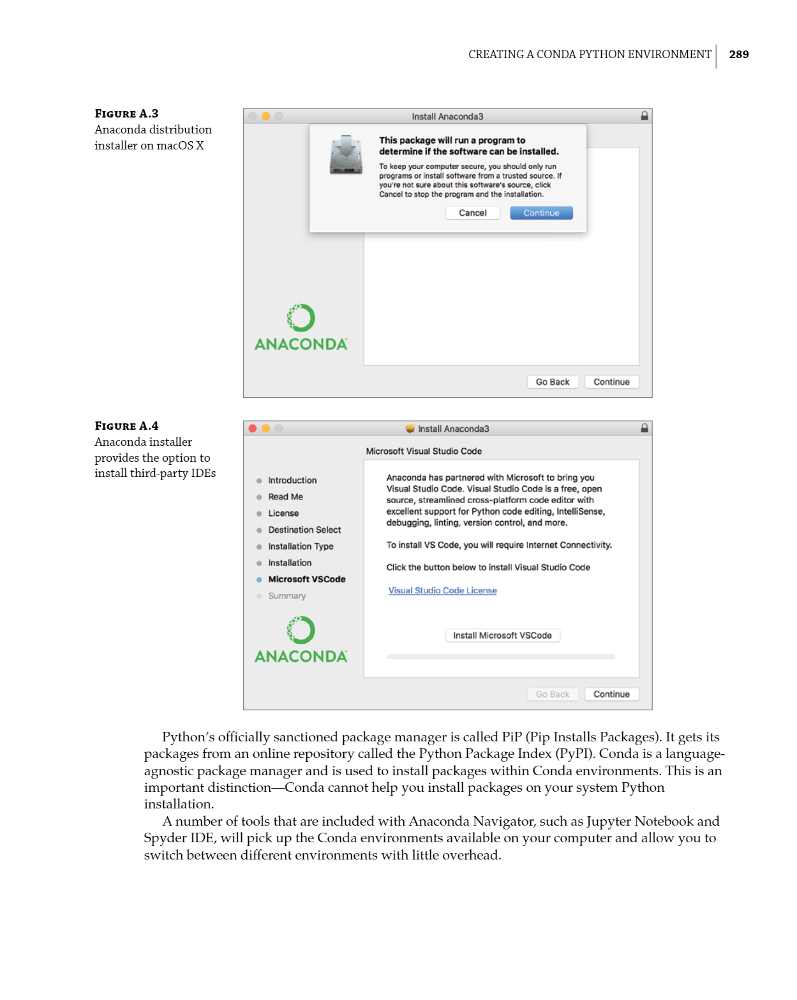 CREATING A CONDA PYTHON ENVIRONMENT 289
FIGURE A.3
Anaconda distribution
installer on macOS X
Install Anaconda3
This package will run a program to
determine if the software can be installed.
To keep your computer secure, you should only run
programs or install software from a trusted source. If
you're not sure about this software's source, click
Cancel to stop the program and the installation.
Cancel Continue
ANACONDA
Go Back Continue
FIGURE A.4
Anaconda installer
provides the option to
install third-party IDEs
Install Anaconda3
Microsoft Visual Studio Code
Introduction
Read Me
License
Destination Select
Installation Type
Installation
Microsoft VSCode
Summary
ANACONDA
Anaconda has partnered with Microsoft to bring you
Visual Studio Code. Visual Studio Code is a free, open
source, streamlined cross-platform code editor with
excellent support for Python code editing, IntelliSense,
debugging, linting, version control, and more.
To install VS Code, you will require Internet Connectivity.
Click the button below to install Visual Studio Code
Visual Studio Code License
Install Microsoft VSCode
Go Back Continue
Python’s officially sanctioned package manager is called PiP (Pip Installs Packages). It gets its
packages from an online repository called the Python Package Index (PyPI). Conda is a language-
agnostic package manager and is used to install packages within Conda environments. This is an
important distinction—Conda cannot help you install packages on your system Python
installation.
A number of tools that are included with Anaconda Navigator, such as Jupyter Notebook and
Spyder IDE, will pick up the Conda environments available on your computer and allow you to
switch between different environments with little overhead.